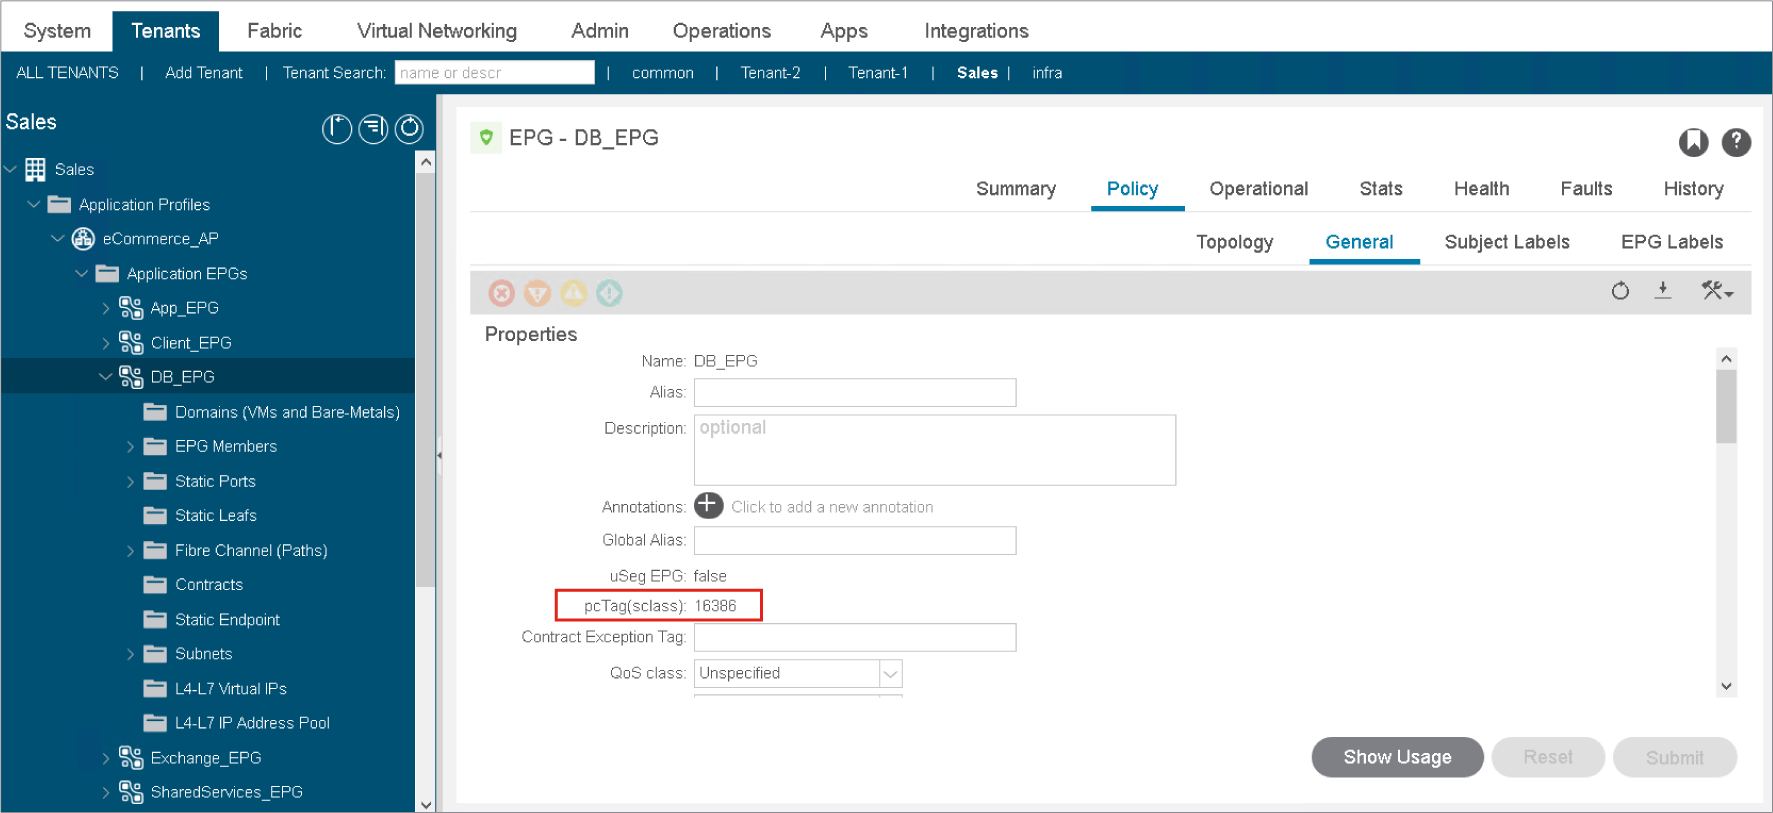 System Tenants Fabric Virtual Networking Admin Operations Apps Integrations
ALL TENANTS | Add Tenant | Tenant Search: name or descr | common | Tenant-2 | Tenant-1 | Sales | infra
Sales
Sales
Application Profiles
eCommerce_AP
Application EPGs
App_EPG
Client_EPG
DB_EPG
Domains (VMs and Bare-Metals)
EPG Members
Static Ports
Static Leafs
Fibre Channel (Paths)
Contracts
Static Endpoint
Subnets
L4-L7 Virtual IPs
L4-L7 IP Address Pool
Exchange_EPG
SharedServices_EPG
EPG - DB_EPG
Summary Policy Operational Stats Health Faults History
Topology General Subject Labels EPG Labels
Properties
Name: DB_EPG
Alias:
Description: optional
Annotations: Click to add a new annotation
Global Alias:
uSeg EPG: false
pcTag(sclass): 16386
Contract Exception Tag:
QoS class: Unspecified
Show Usage Reset Submit